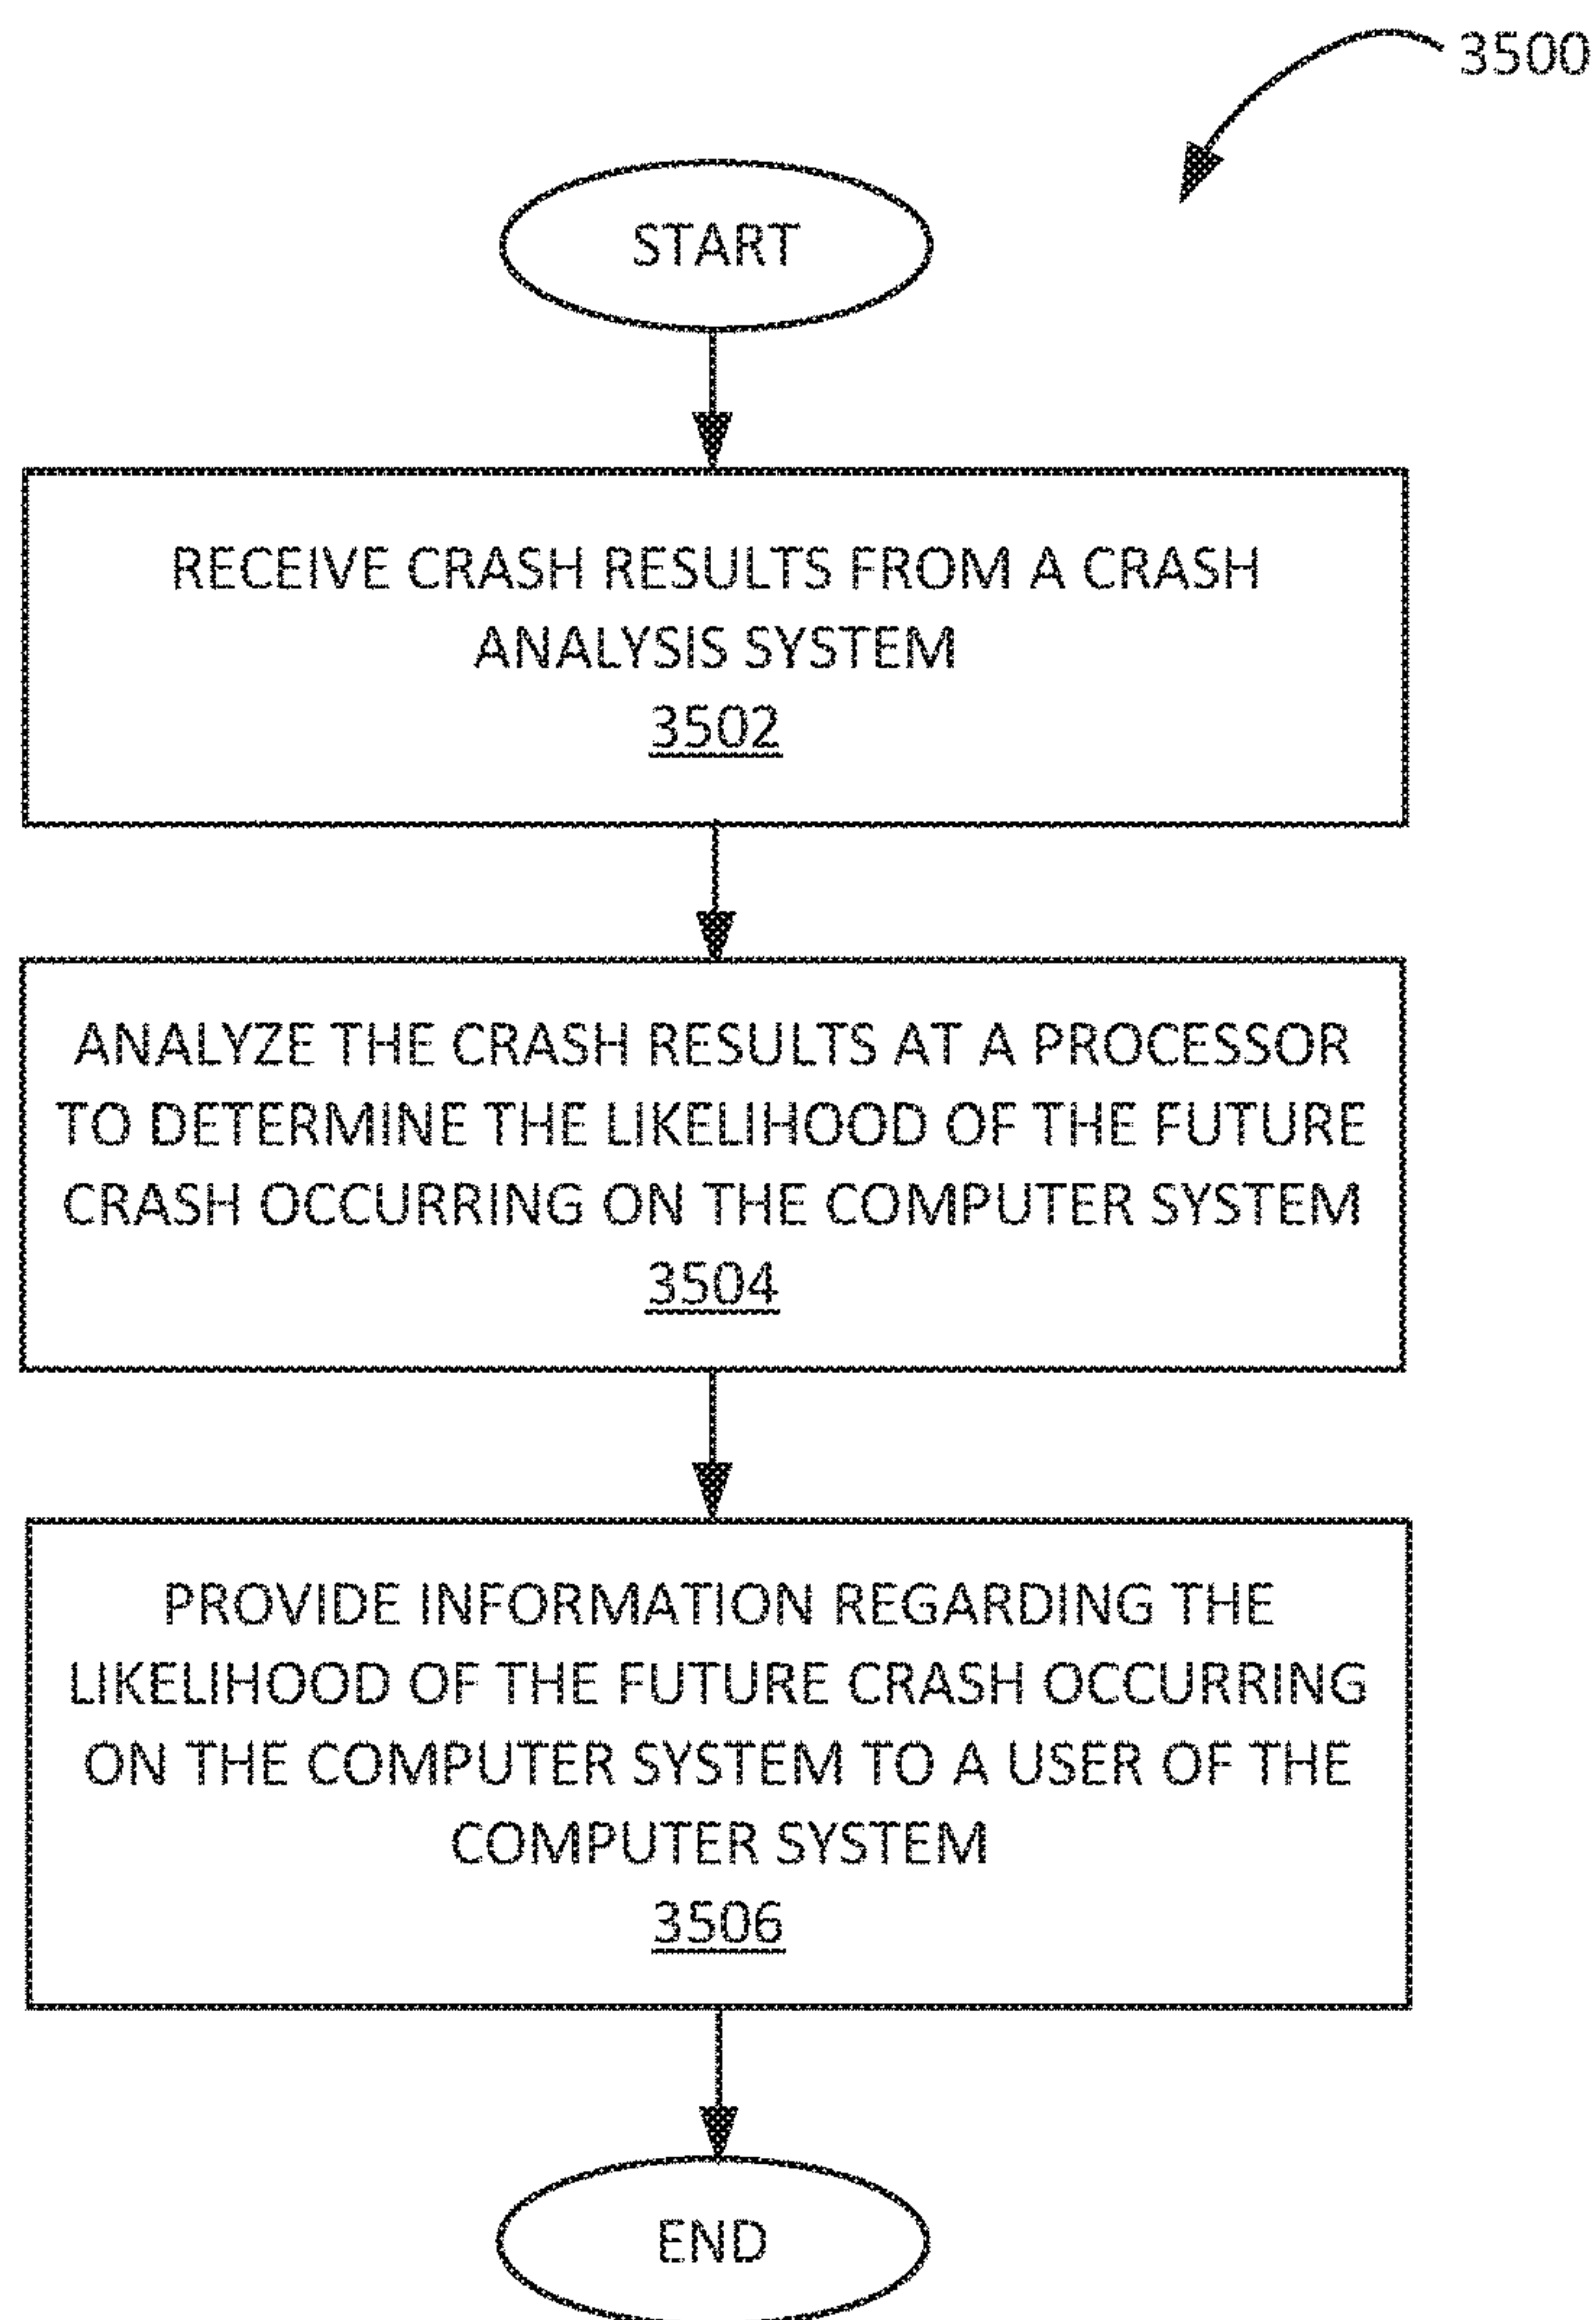 3500
START
RECEIVE CRASH RESULTS FROM A CRASH
ANALYSIS SYSTEM
3502
ANALYZE THE CRASH RESULTS AT A PROCESSOR
TO DETERMINE THE LIKELIHOOD OF THE FUTURE
CRASH OCCURRING ON THE COMPUTER SYSTEM
3504
PROVIDE INFORMATION REGARDING THE
LIKELIHOOD OF THE FUTURE CRASH OCCURRING
ON THE COMPUTER SYSTEM TO A USER OF THE
COMPUTER SYSTEM
3506
END